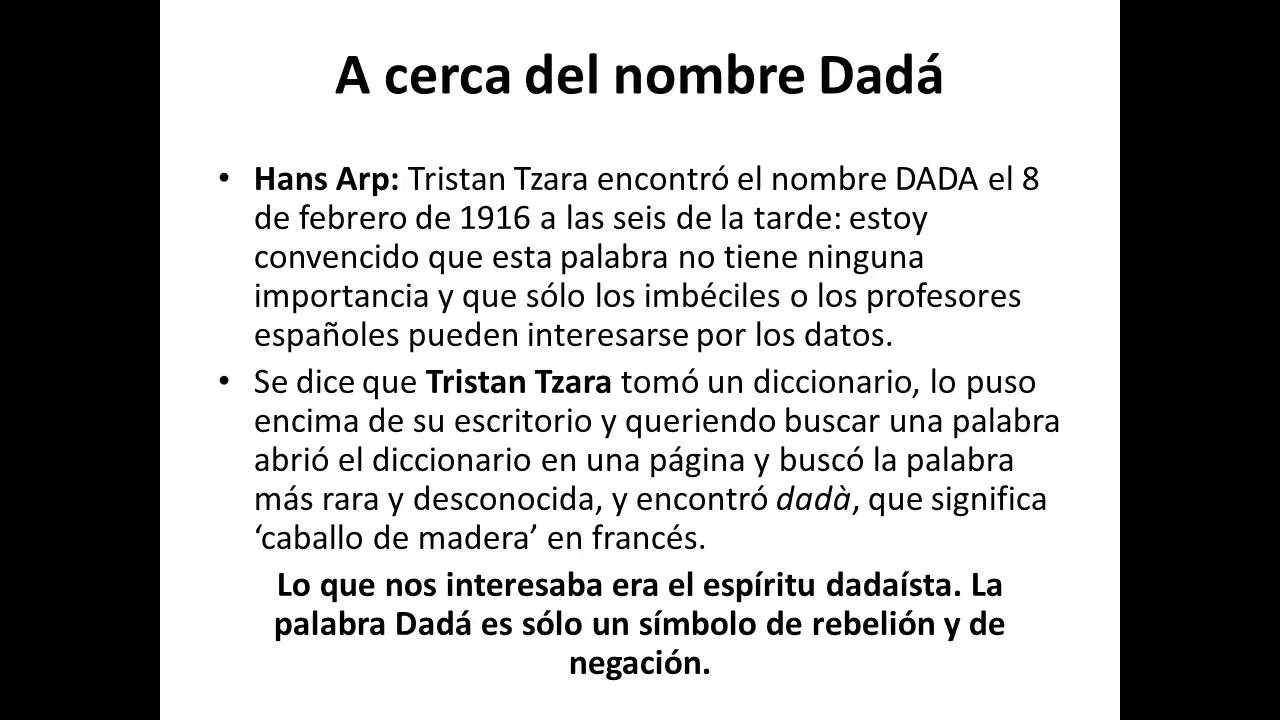 A cerca del nombre Dadá
• Hans Arp: Tristan Tzara encontró el nombre DADA el 8
de febrero de 1916 a las seis de la tarde: estoy
convencido que esta palabra no tiene ninguna
importancia y que sólo los imbéciles o los profesores
españoles pueden interesarse por los datos.
• Se dice que Tristan Tzara tomó un diccionario, lo puso
encima de su escritorio y queriendo buscar una palabra
abrió el diccionario en una página y buscó la palabra
más rara y desconocida, y encontró dadà, que significa
‘caballo de madera’ en francés.
Lo que nos interesaba era el espíritu dadaísta. La
palabra Dadá es sólo un símbolo de rebelión y de
negación.